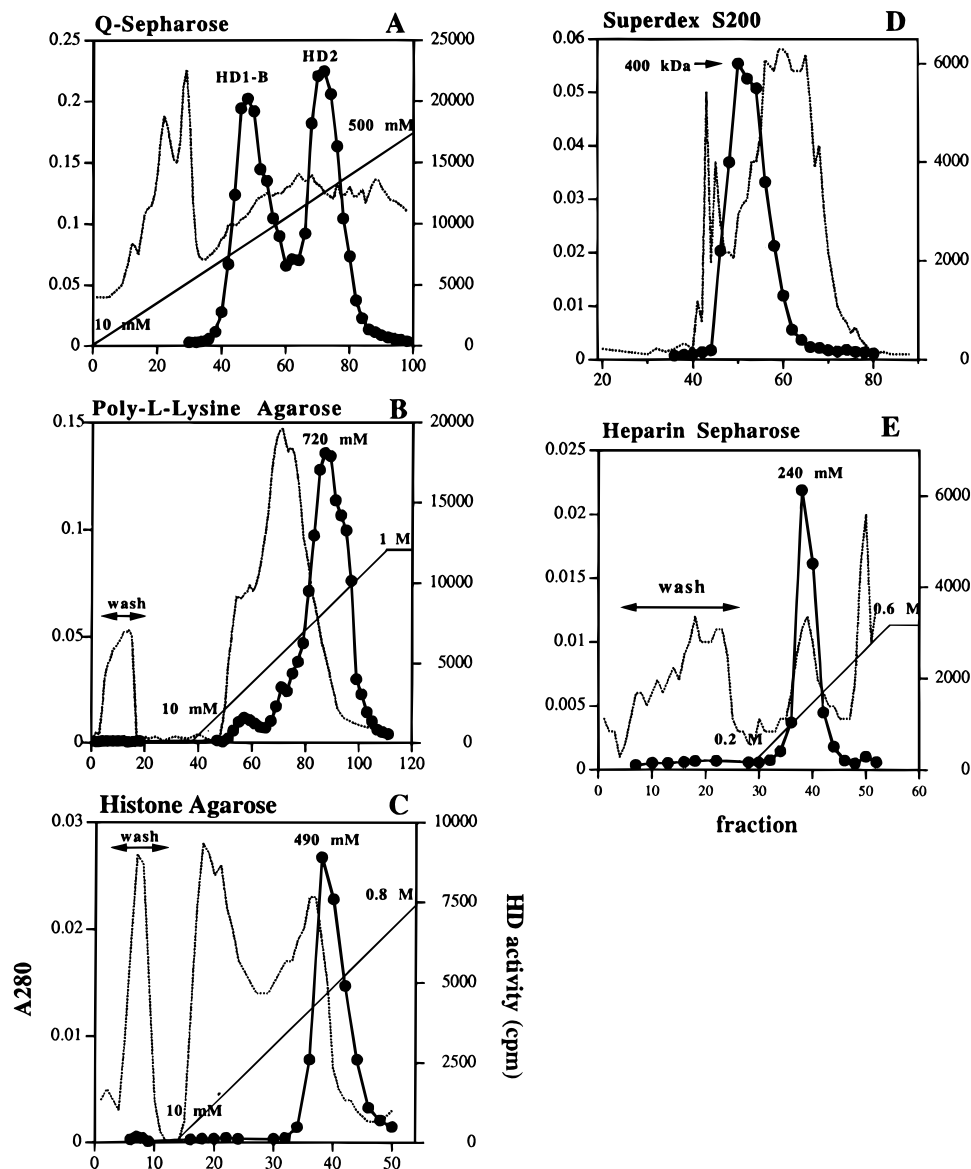 Q-Sepharose
A
0.25
0.2
0.15
0.1
0.05
0
25000
20000
15000
10000
5000
0
HD1-B
HD2
500 mM
10 mM
0 20 40 60 80 100
Poly-L-Lysine Agarose
B
0.15
0.1
0.05
0
20000
15000
10000
5000
0
720 mM
1 M
wash
10 mM
0 20 40 60 80 100 120
Histone Agarose
C
0.03
0.02
0.01
0
10000
7500
5000
2500
0
wash
490 mM
0.8 M
10 mM
0 10 20 30 40 50
A280
HD activity (cpm)
Superdex S200
D
0.06
0.05
0.04
0.03
0.02
0.01
0
6000
4000
2000
0
400 kDa
20 40 60 80
Heparin Sepharose
E
0.025
0.02
0.015
0.01
0.005
0
6000
4000
2000
0
240 mM
wash
0.6 M
0.2 M
0 10 20 30 40 50 60
fraction